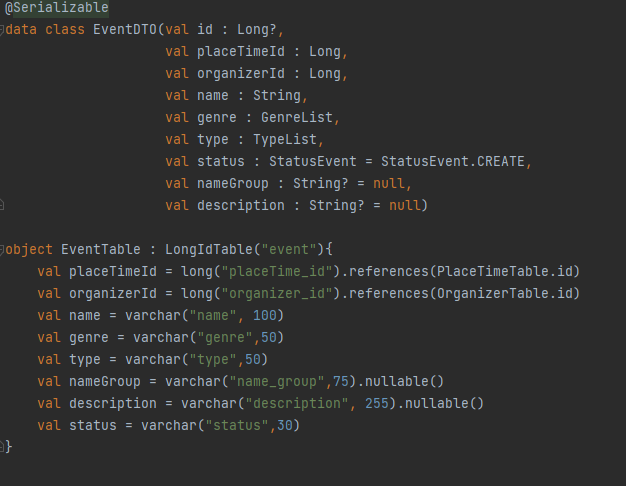 @Serializable
data class EventDTO(val id : Long?,
val placeTimeId : Long,
val organizerId : Long,
val name : String,
val genre : GenreList,
val type : TypeList,
val status : StatusEvent = StatusEvent.CREATE,
val nameGroup : String? = null,
val description : String? = null)
object EventTable : LongIdTable("event"){
val placeTimeId = long("placeTime_id").references(PlaceTimeTable.id)
val organizerId = long("organizer_id").references(OrganizerTable.id)
val name = varchar("name", 100)
val genre = varchar("genre",50)
val type = varchar("type",50)
val nameGroup = varchar("name_group",75).nullable()
val description = varchar("description", 255).nullable()
val status = varchar("status",30)
}